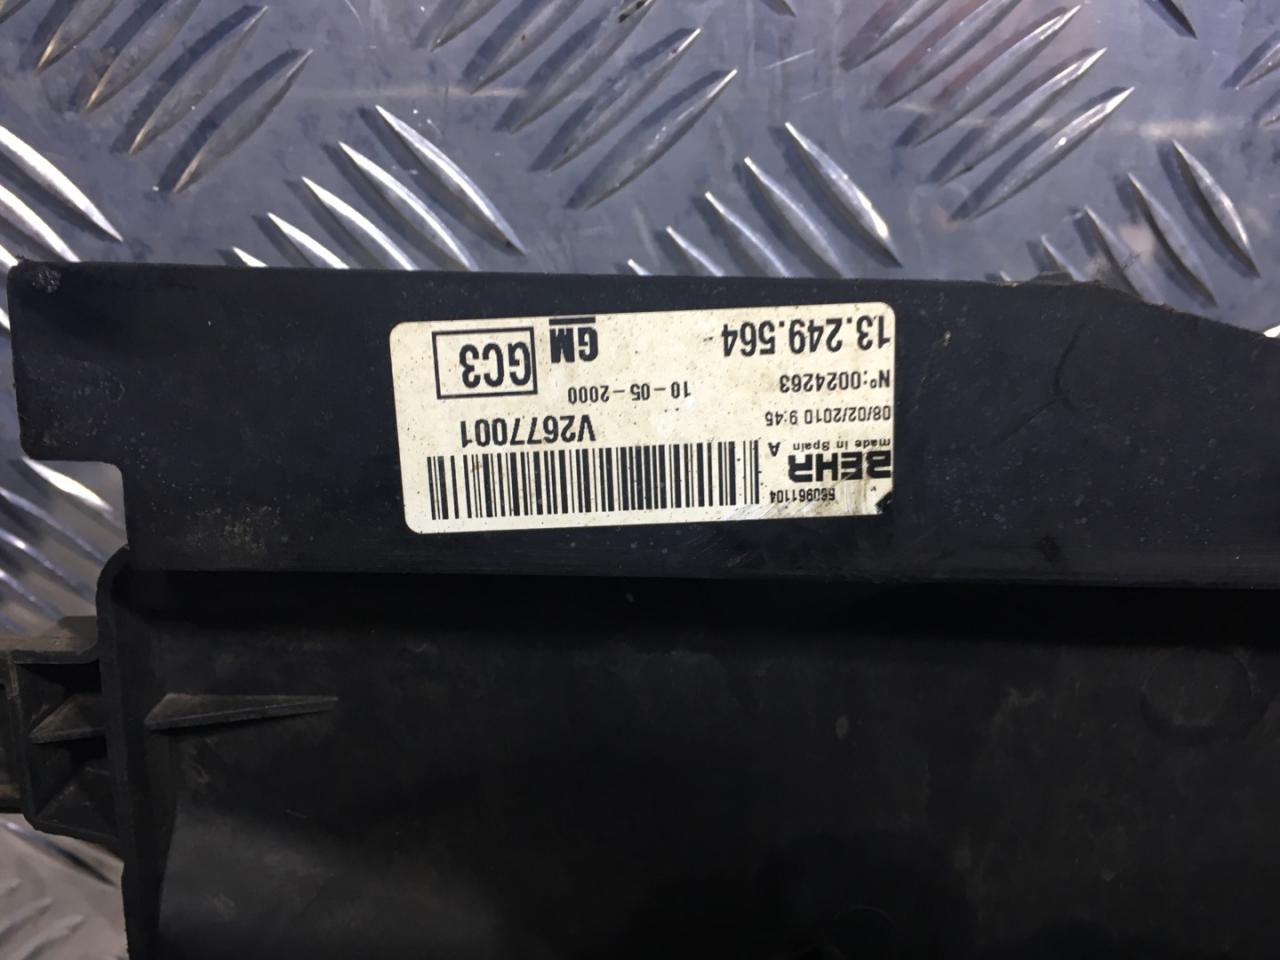 560961104
BEHR
made in Spain A
08/02/2010 9:45
V2677001
Nº:0024263
10-05-2000
13.249.564
GM
GC3